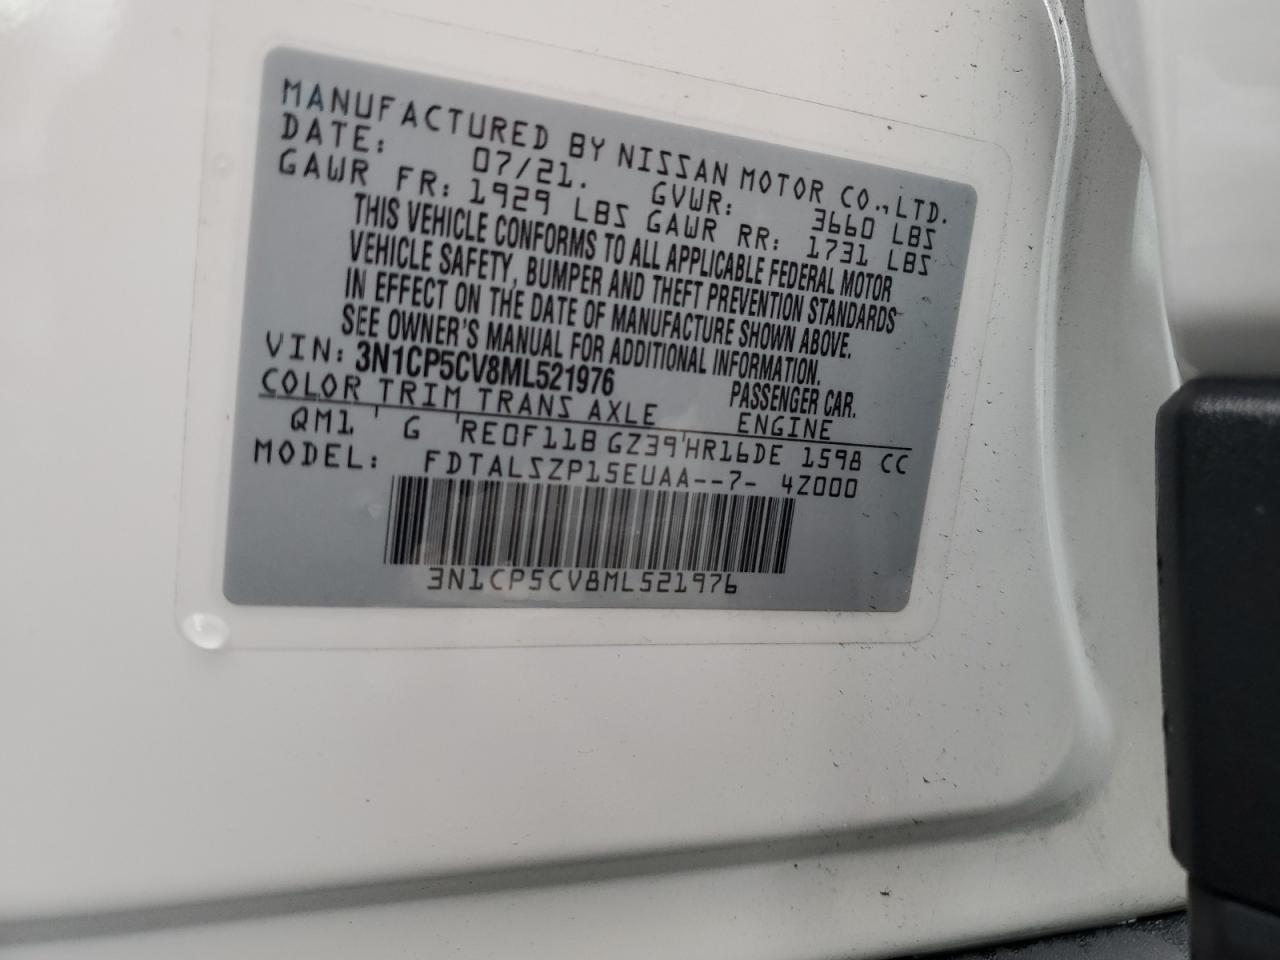 MANUFACTURED BY NISSAN MOTOR CO.,LTD.
DATE: 07/21. GVWR: 3660 LBS
GAWR FR: 1929 LBS GAWR RR: 1731 LBS
THIS VEHICLE CONFORMS TO ALL APPLICABLE FEDERAL MOTOR
VEHICLE SAFETY, BUMPER AND THEFT PREVENTION STANDARDS
IN EFFECT ON THE DATE OF MANUFACTURE SHOWN ABOVE.
SEE OWNER'S MANUAL FOR ADDITIONAL INFORMATION.
VIN: 3N1CP5CV8ML521976 PASSENGER CAR.
COLOR TRIM TRANS AXLE ENGINE
QM1 G RE0F11B GZ39 HR16DE 1598 CC
MODEL: FDTALSZP15EUAA--7- 4Z000
3N1CP5CV8ML521976